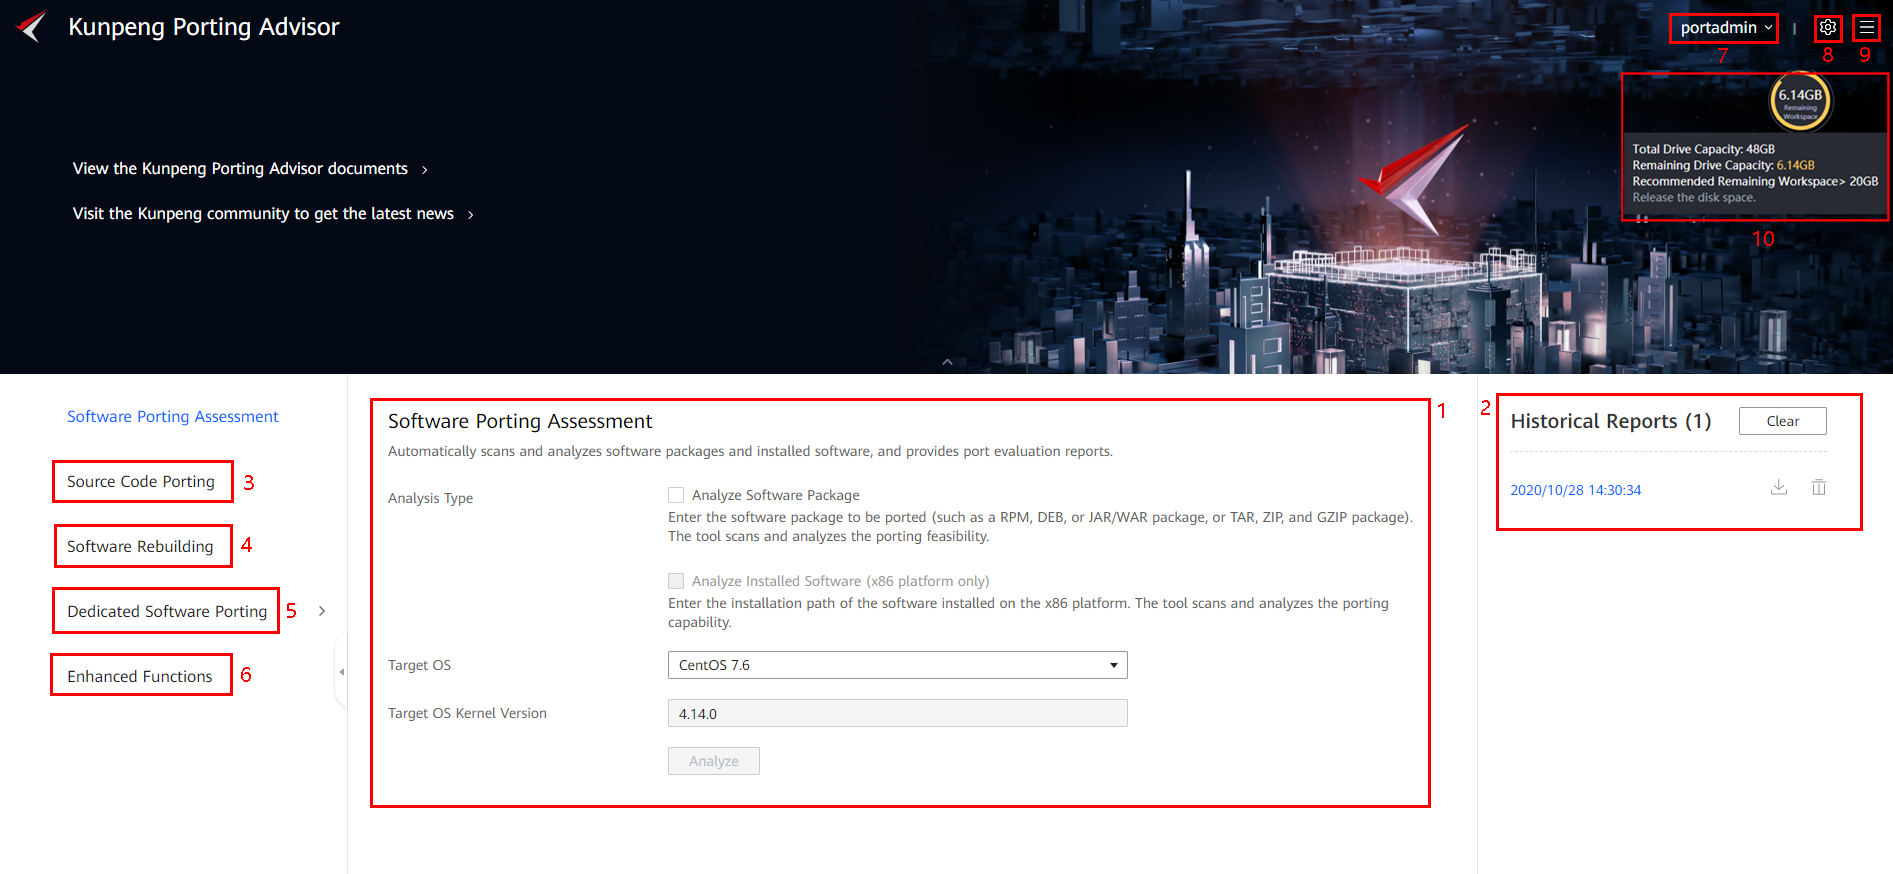 Kunpeng Porting Advisor
portadmin
7
8
9
6.14GB
Remaining
Workspace
Total Drive Capacity: 48GB
Remaining Drive Capacity: 6.14GB
Recommended Remaining Workspace> 20GB
Release the disk space.
10
View the Kunpeng Porting Advisor documents
Visit the Kunpeng community to get the latest news
Software Porting Assessment
Source Code Porting
3
Software Rebuilding
4
Dedicated Software Porting
5
Enhanced Functions
6
Software Porting Assessment
1
Automatically scans and analyzes software packages and installed software, and provides port evaluation reports.
Analysis Type
Analyze Software Package
Enter the software package to be ported (such as a RPM, DEB, or JAR/WAR package, or TAR, ZIP, and GZIP package).
The tool scans and analyzes the porting feasibility.
Analyze Installed Software (x86 platform only)
Enter the installation path of the software installed on the x86 platform. The tool scans and analyzes the porting
capability.
Target OS
CentOS 7.6
Target OS Kernel Version
4.14.0
Analyze
2
Historical Reports (1)
Clear
2020/10/28 14:30:34